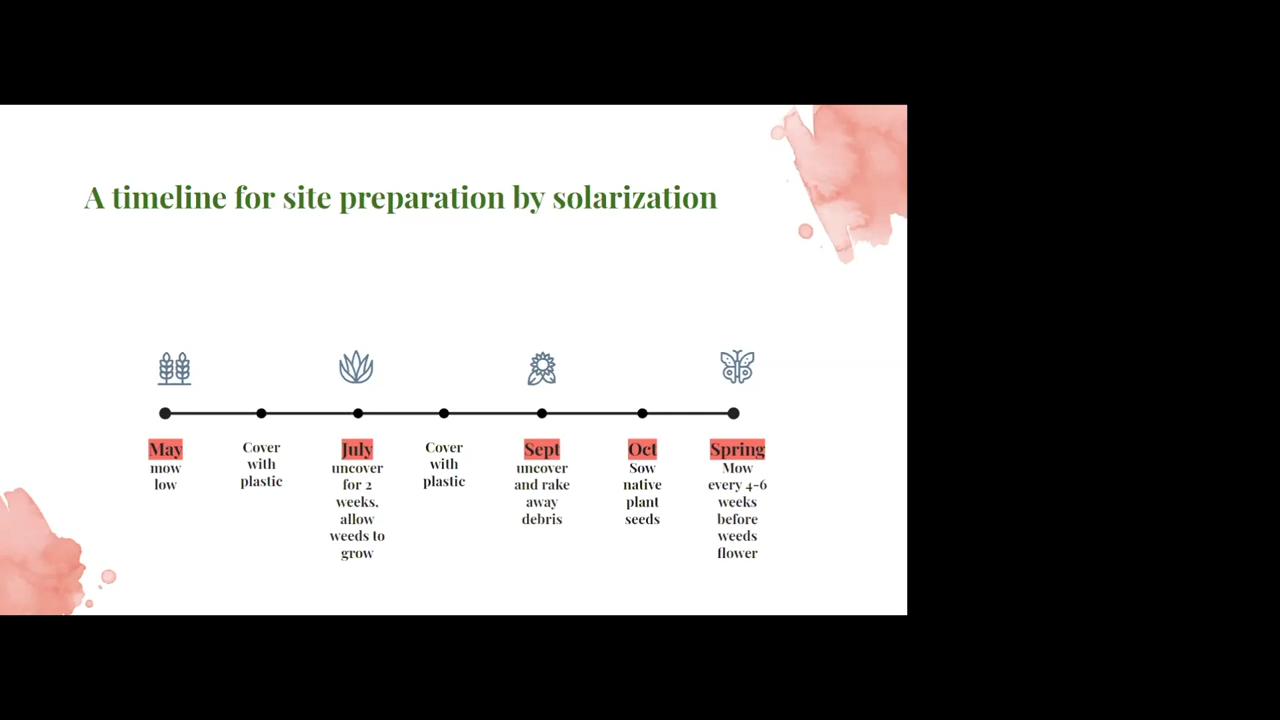 A timeline for site preparation by solarization
May
mow
low
Cover
with
plastic
July
uncover
for 2
weeks,
allow
weeds to
grow
Cover
with
plastic
Sept
uncover
and rake
away
debris
Oct
Sow
native
plant
seeds
Spring
Mow
every 4-6
weeks
before
weeds
flower